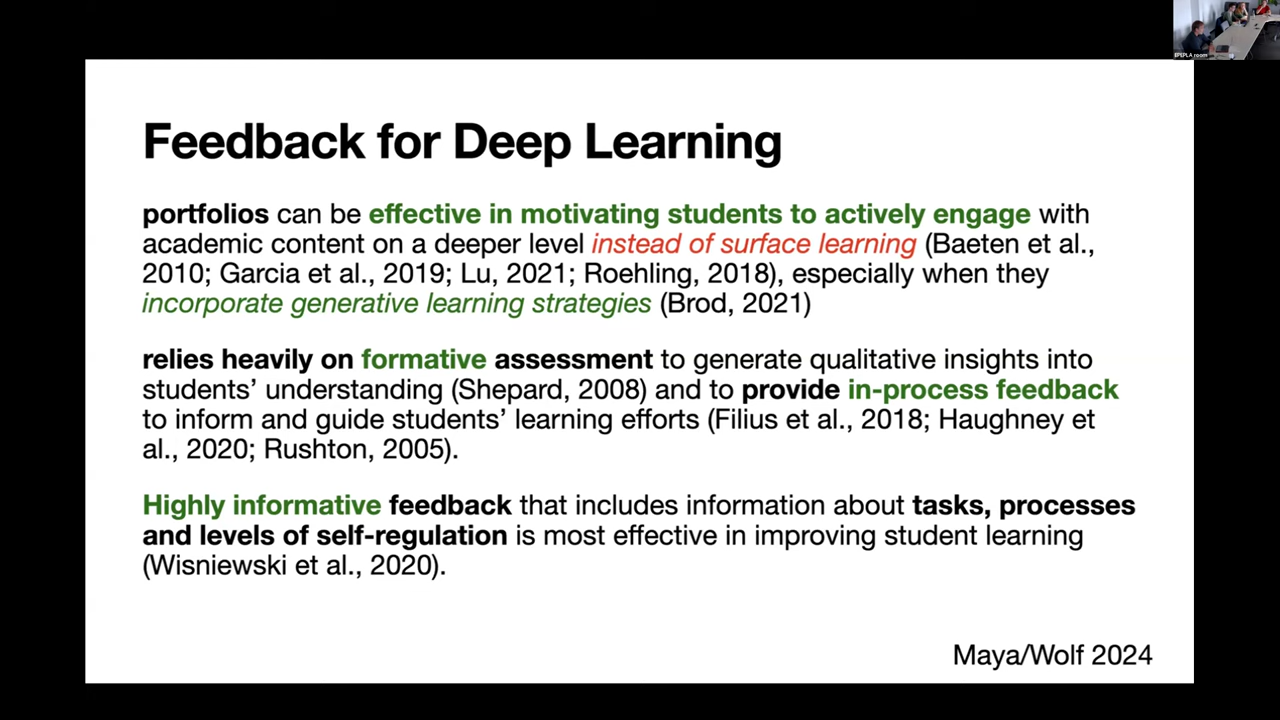 EPEPLA room
Feedback for Deep Learning
portfolios can be effective in motivating students to actively engage with
academic content on a deeper level instead of surface learning (Baeten et al.,
2010; Garcia et al., 2019; Lu, 2021; Roehling, 2018), especially when they
incorporate generative learning strategies (Brod, 2021)
relies heavily on formative assessment to generate qualitative insights into
students’ understanding (Shepard, 2008) and to provide in-process feedback
to inform and guide students’ learning efforts (Filius et al., 2018; Haughney et
al., 2020; Rushton, 2005).
Highly informative feedback that includes information about tasks, processes
and levels of self-regulation is most effective in improving student learning
(Wisniewski et al., 2020).
Maya/Wolf 2024